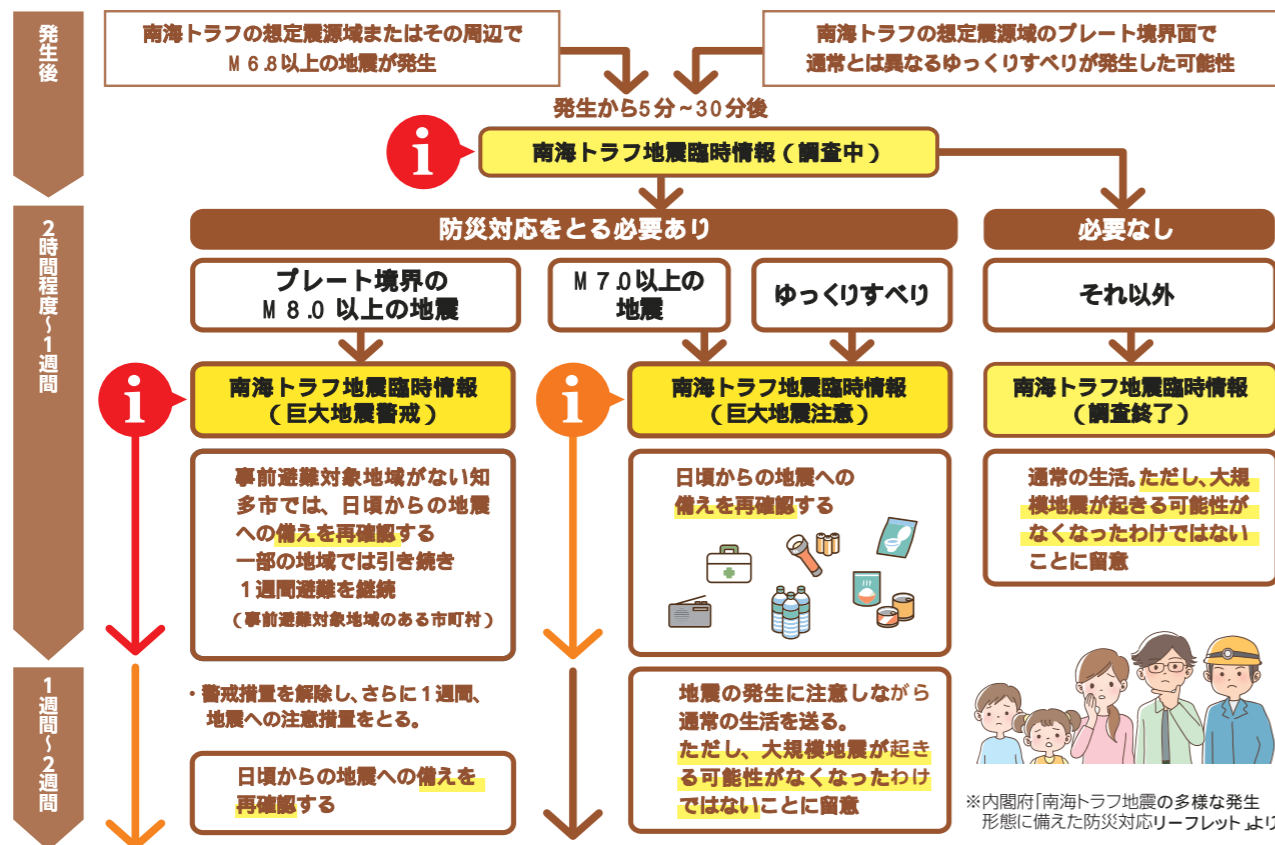 発生後
南海トラフの想定震源域またはその周辺で
M6.8以上の地震が発生
南海トラフの想定震源域のプレート境界面で
通常とは異なるゆっくりすべりが発生した可能性
発生から5分~30分後
i
南海トラフ地震臨時情報(調査中)
2時間程度~1週間
防災対応をとる必要あり
必要なし
プレート境界の
M8.0以上の地震
M7.0以上の
地震
ゆっくりすべり
それ以外
i
南海トラフ地震臨時情報
(巨大地震警戒)
i
南海トラフ地震臨時情報
(巨大地震注意)
南海トラフ地震臨時情報
(調査終了)
事前避難対象地域がない知
多市では、日頃からの地震
への備えを再確認する
一部の地域では引き続き
1週間避難を継続
(事前避難対象地域のある市町村)
日頃からの地震への
備えを再確認する
通常の生活。ただし、大規
模地震が起きる可能性が
なくなったわけではない
ことに留意
1週間~2週間
・警戒措置を解除し、さらに1週間、
地震への注意措置をとる。
日頃からの地震への備えを
再確認する
地震の発生に注意しながら
通常の生活を送る。
ただし、大規模地震が起き
る可能性がなくなったわけ
ではないことに留意
※内閣府「南海トラフ地震の多様な発生
形態に備えた防災対応リーフレット」より